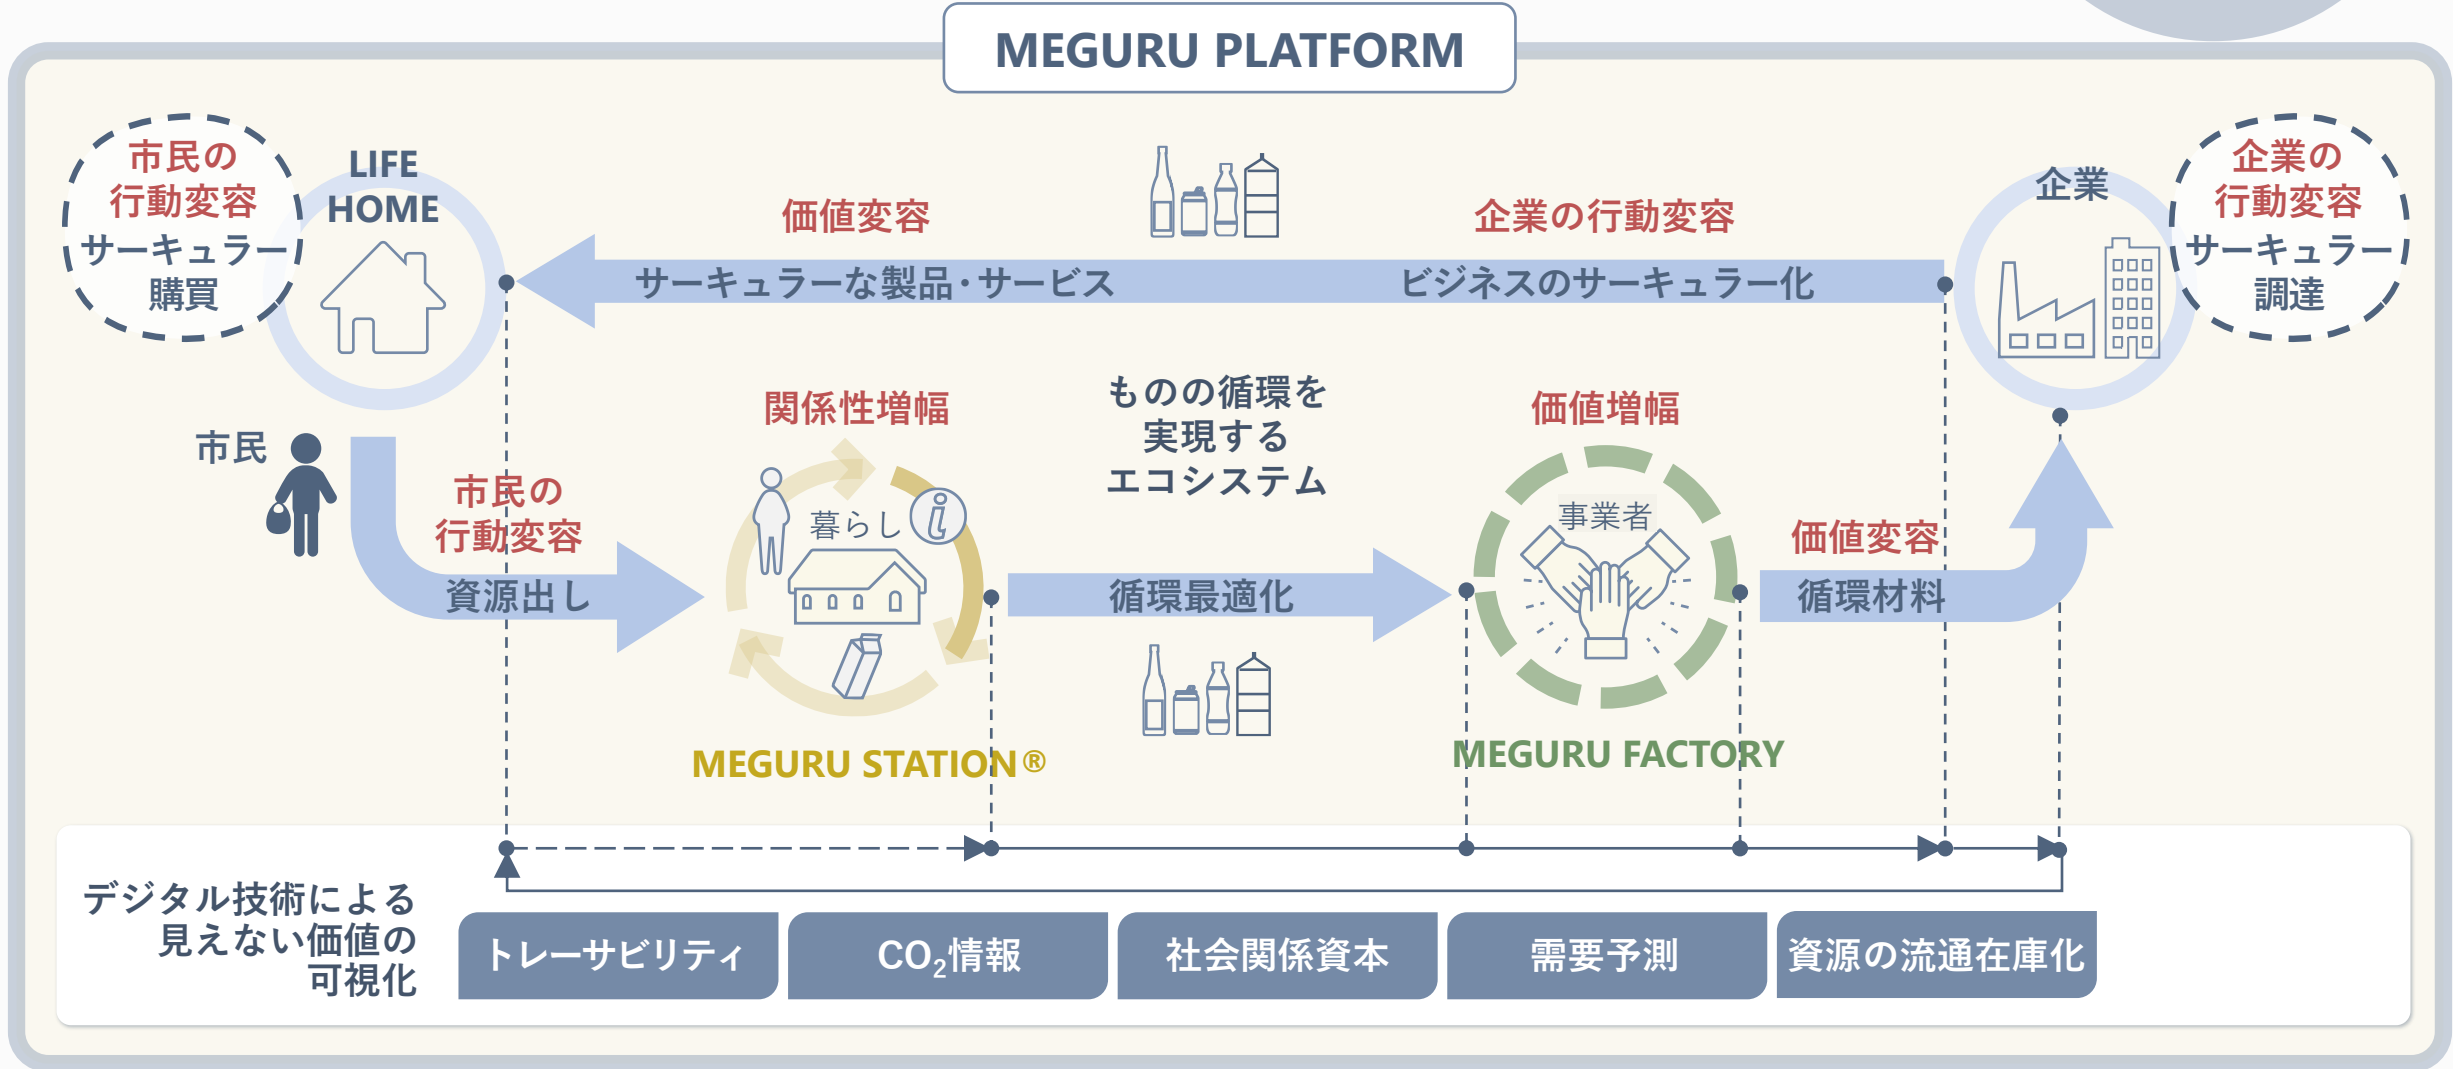 MEGURU PLATFORM
市民の
行動変容
サーキュラー
購買
LIFE
HOME
価値変容
サーキュラーな製品・サービス
企業の行動変容
ビジネスのサーキュラー化
企業
企業の
行動変容
サーキュラー
調達
市民
市民の
行動変容
資源出し
関係性増幅
暮らし
i
MEGURU STATION®
ものの循環を
実現する
エコシステム
循環最適化
価値増幅
事業者
MEGURU FACTORY
価値変容
循環材料
デジタル技術による
見えない価値の
可視化
トレーサビリティ
CO₂情報
社会関係資本
需要予測
資源の流通在庫化